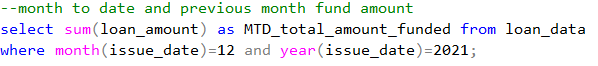 --month to date and previous month fund amount
select sum(loan_amount) as MTD_total_amount_funded from loan_data
where month(issue_date)=12 and year(issue_date)=2021;